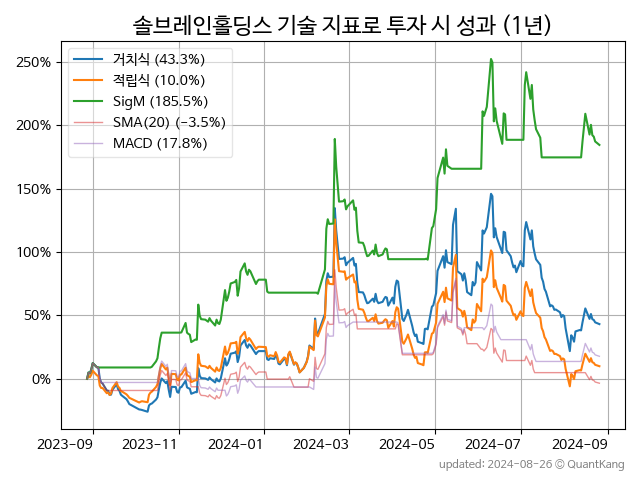 솔브레인홀딩스 기술 지표로 투자 시 성과 (1년)
거치식 (43.3%)
적립식 (10.0%)
SigM (185.5%)
SMA(20) (−3.5%)
MACD (17.8%)
250%
200%
150%
100%
50%
0%
2023-09 2023-11 2024-01 2024-03 2024-05 2024-07 2024-09
updated: 2024-08-26 © QuantKang